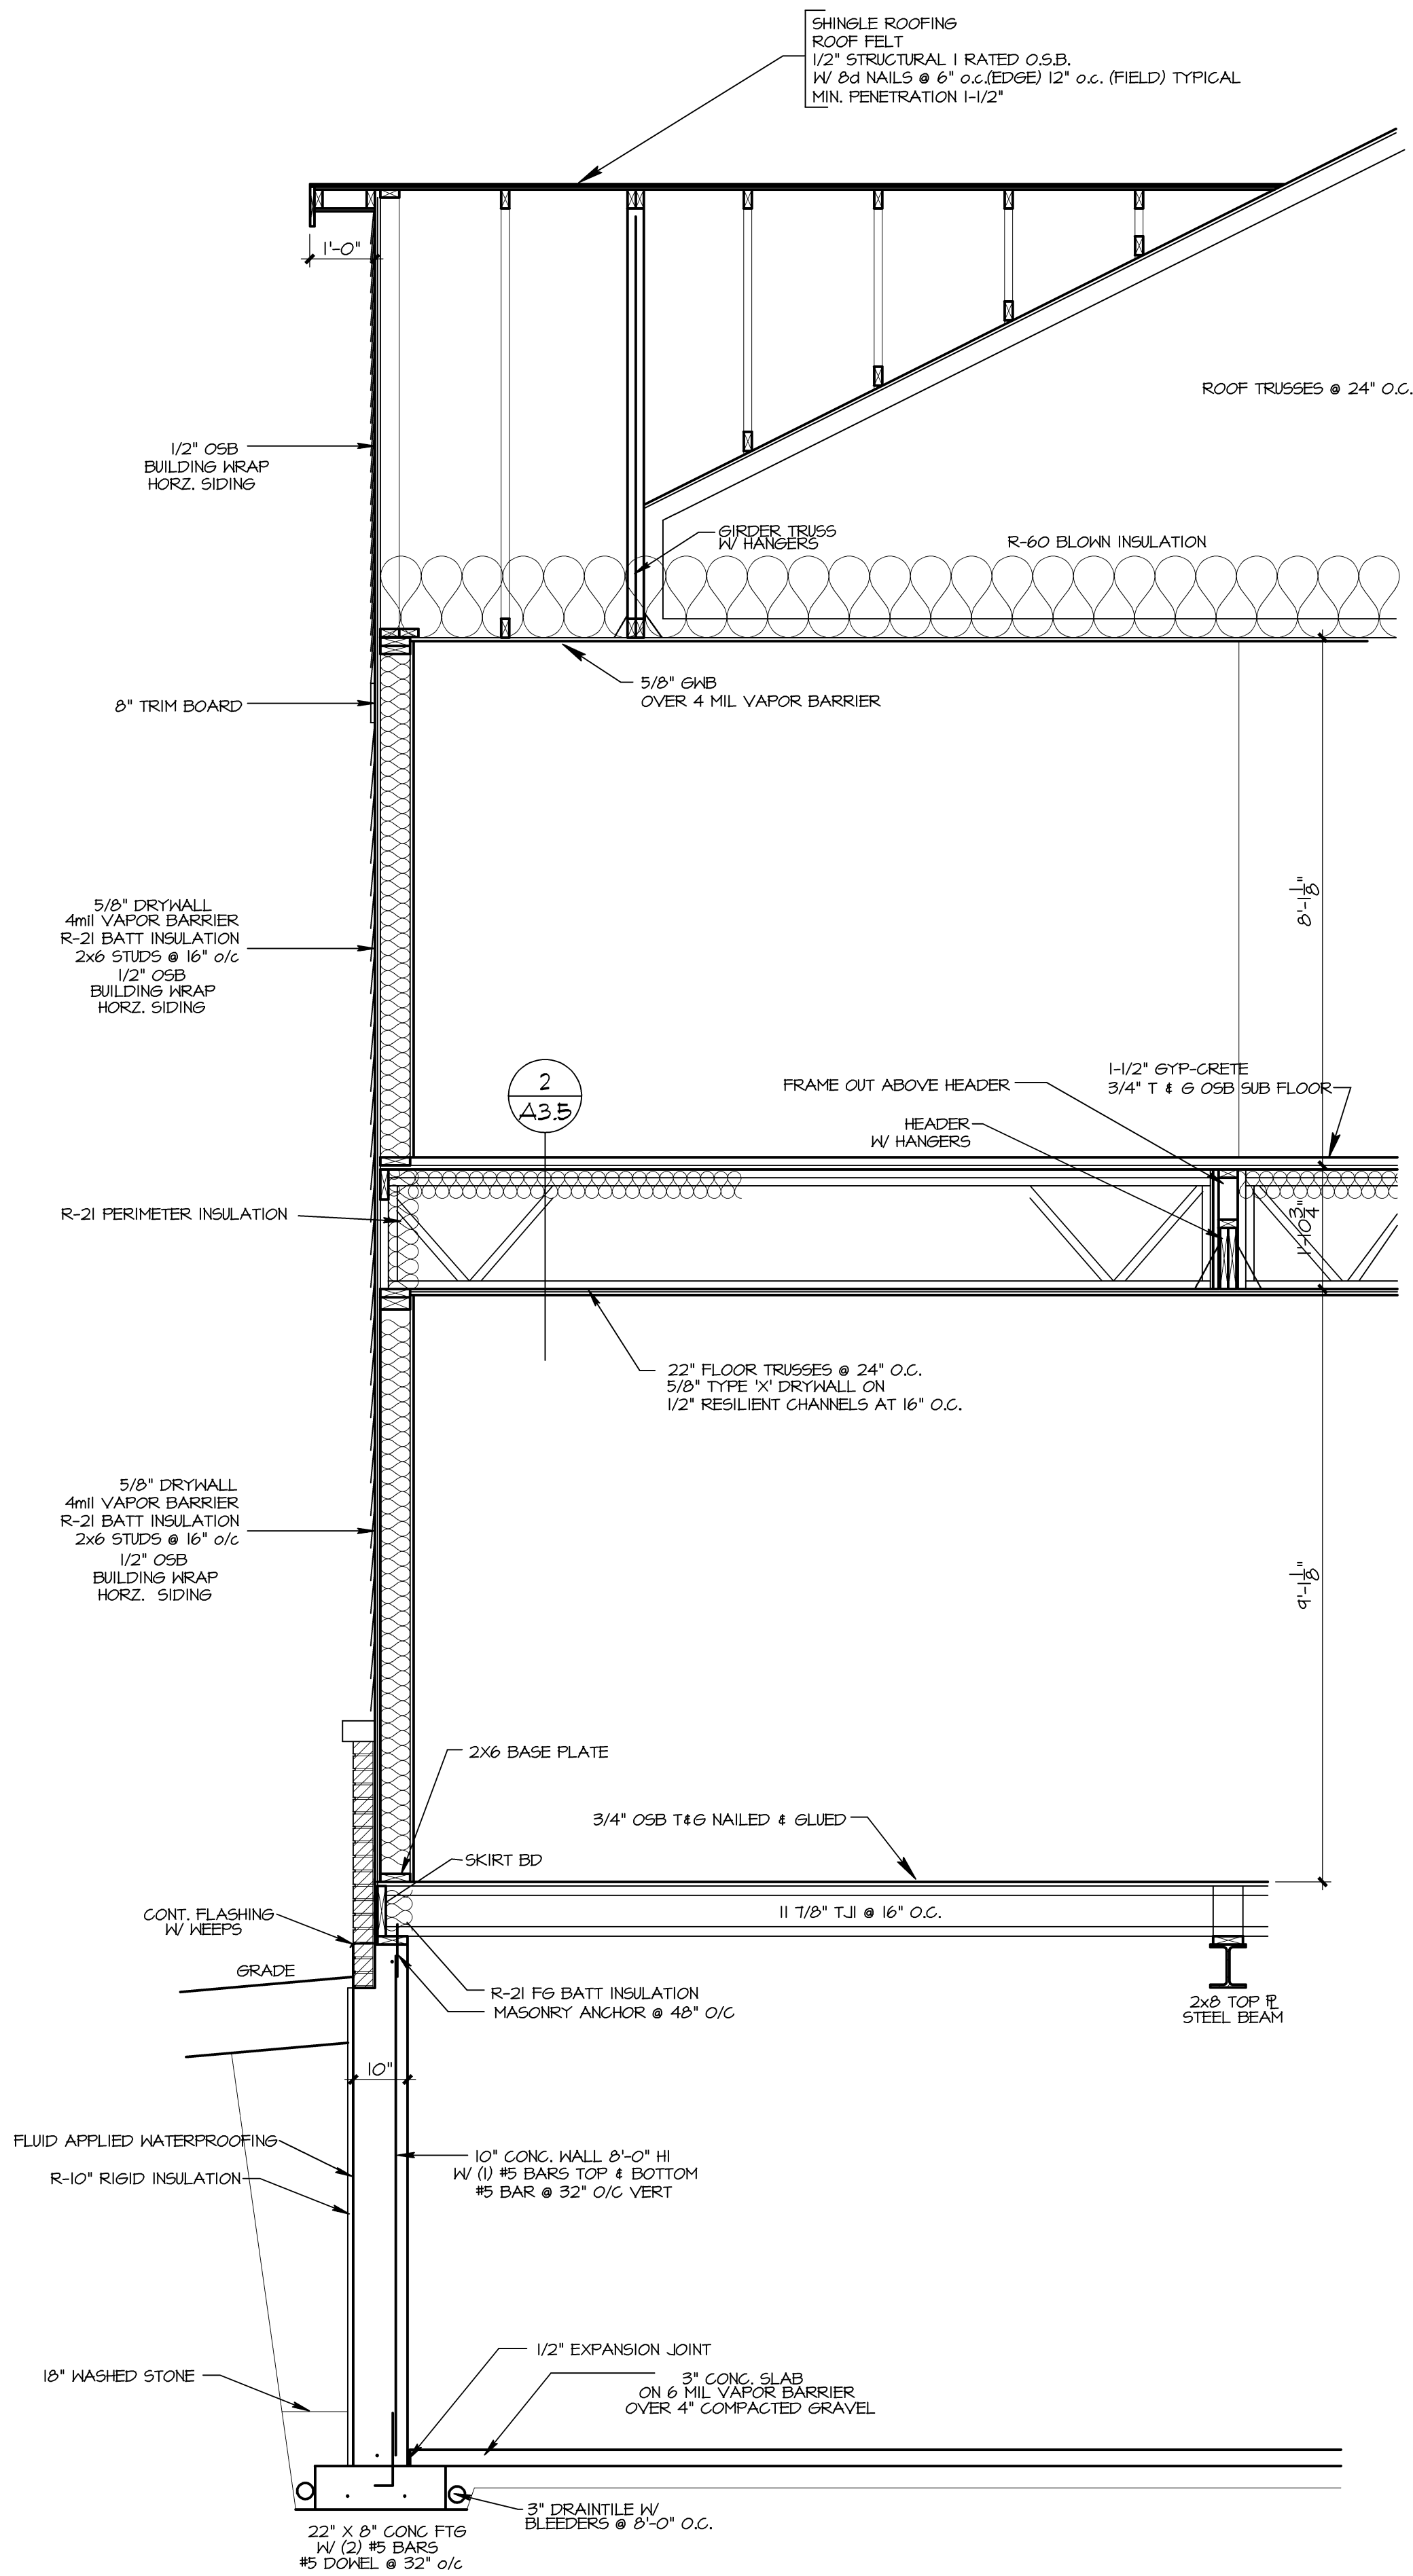 SHINGLE ROOFING
ROOF FELT
1/2" STRUCTURAL I RATED O.S.B.
W/ 8d NAILS @ 6" o.c.(EDGE) 12" o.c. (FIELD) TYPICAL
MIN. PENETRATION 1-1/2"
1'-0"
ROOF TRUSSES @ 24" O.C.
1/2" OSB
BUILDING WRAP
HORZ. SIDING
GIRDER TRUSS
W/ HANGERS
R-60 BLOWN INSULATION
5/8" GWB
OVER 4 MIL VAPOR BARRIER
8" TRIM BOARD
8'-1 1/8"
5/8" DRYWALL
4mil VAPOR BARRIER
R-21 BATT INSULATION
2x6 STUDS @ 16" o/c
1/2" OSB
BUILDING WRAP
HORZ. SIDING
2
A3.5
FRAME OUT ABOVE HEADER
1-1/2" GYP-CRETE
3/4" T & G OSB SUB FLOOR
HEADER
W/ HANGERS
R-21 PERIMETER INSULATION
1'-10 3/4"
22" FLOOR TRUSSES @ 24" O.C.
5/8" TYPE 'X' DRYWALL ON
1/2" RESILIENT CHANNELS AT 16" O.C.
5/8" DRYWALL
4mil VAPOR BARRIER
R-21 BATT INSULATION
2x6 STUDS @ 16" o/c
1/2" OSB
BUILDING WRAP
HORZ. SIDING
9'-1 1/8"
2X6 BASE PLATE
3/4" OSB T&G NAILED & GLUED
SKIRT BD
11 7/8" TJI @ 16" O.C.
CONT. FLASHING
W/ WEEPS
GRADE
R-21 FG BATT INSULATION
MASONRY ANCHOR @ 48" O/C
2x8 TOP PL
STEEL BEAM
10"
FLUID APPLIED WATERPROOFING
R-10" RIGID INSULATION
10" CONC. WALL 8'-0" HI
W/ (1) #5 BARS TOP & BOTTOM
#5 BAR @ 32" O/C VERT
1/2" EXPANSION JOINT
18" WASHED STONE
3" CONC. SLAB
ON 6 MIL VAPOR BARRIER
OVER 4" COMPACTED GRAVEL
3" DRAINTILE W/
BLEEDERS @ 8'-0" O.C.
22" X 8" CONC FTG
W/ (2) #5 BARS
#5 DOWEL @ 32" o/c